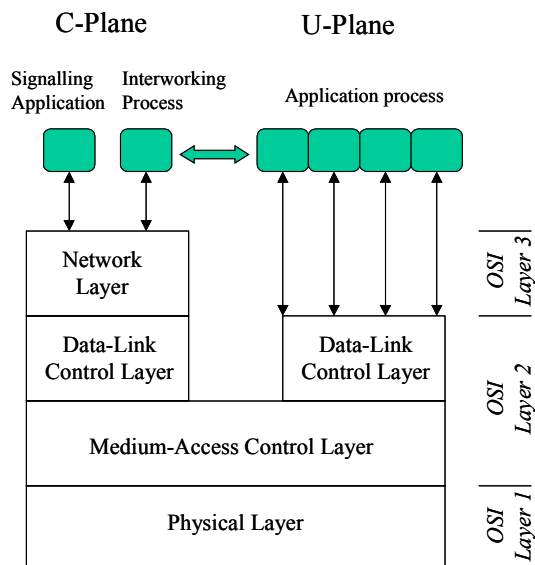 C-Plane
U-Plane
Signalling
Application
Interworking
Process
Application process
Network
Layer
OSI
Layer 3
Data-Link
Control Layer
Data-Link
Control Layer
OSI
Layer 2
Medium-Access Control Layer
Physical Layer
OSI
Layer 1